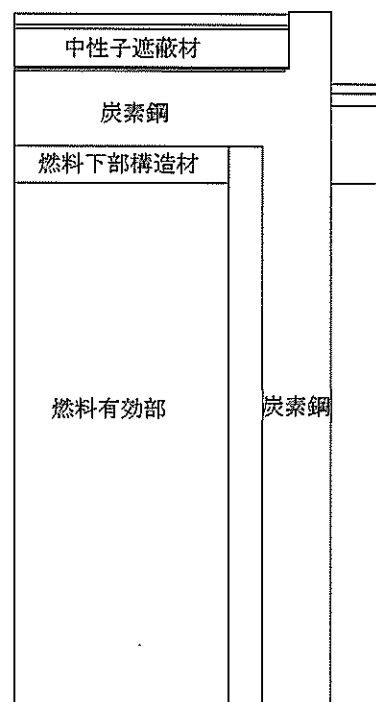 中性子遮蔽材
炭素鋼
燃料下部構造材
燃料有効部
炭素鋼